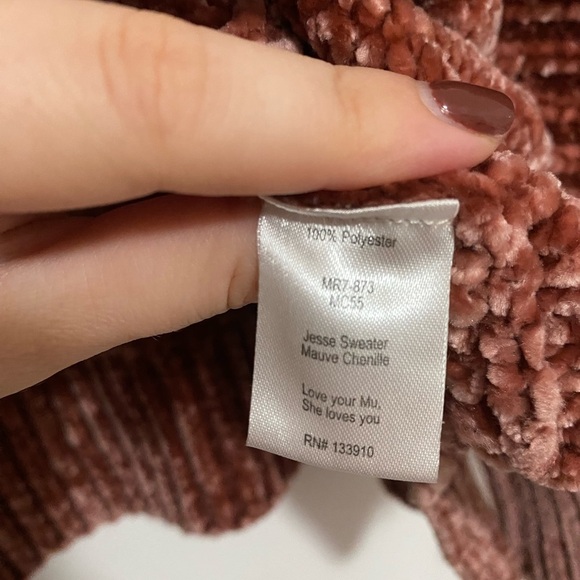 100% Polyester
MR7-873
MC55
Jesse Sweater
Mauve Chenille
Love your Mu,
She loves you
RN# 133910